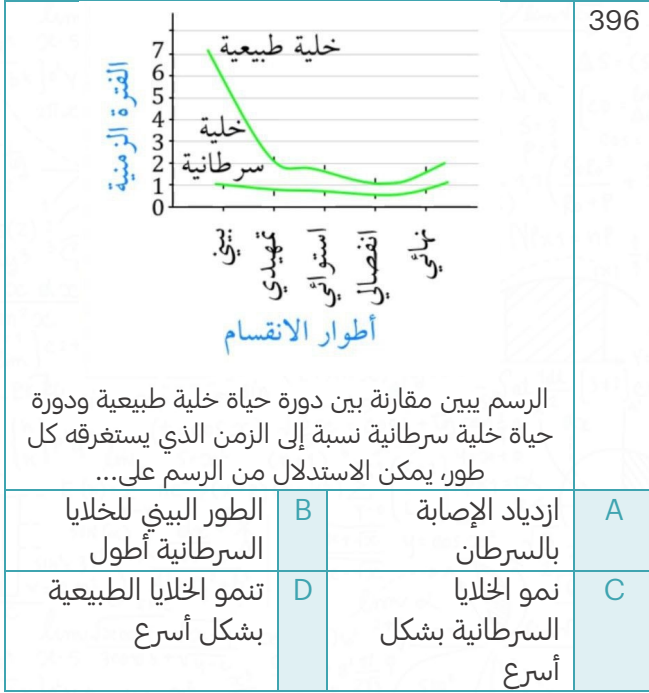 396
خلية طبيعية
خلية
سرطانية
الفترة الزمنية
7
6
5
4
3
2
1
0
بيني
تمهيدي
استوائي
انفصالي
نهائي
أطوار الانقسام
الرسم يبين مقارنة بين دورة حياة خلية طبيعية ودورة
حياة خلية سرطانية نسبة إلى الزمن الذي يستغرقه كل
طور، يمكن الاستدلال من الرسم على...
A
ازدياد الإصابة
بالسرطان
B
الطور البيني للخلايا
السرطانية أطول
C
نمو الخلايا
السرطانية بشكل
أسرع
D
تنمو الخلايا الطبيعية
بشكل أسرع